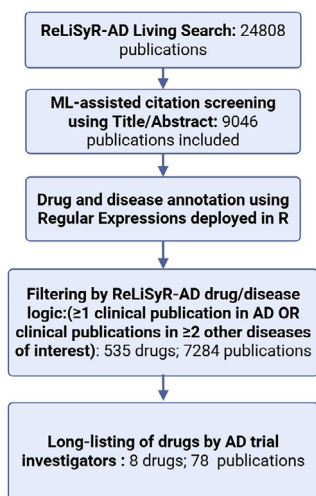 ReLiSyR-AD Living Search: 24808
publications
ML-assisted citation screening
using Title/Abstract: 9046
publications included
Drug and disease annotation using
Regular Expressions deployed in R
Filtering by ReLiSyR-AD drug/disease
logic:(≥1 clinical publication in AD OR
clinical publications in ≥2 other diseases
of interest): 535 drugs; 7284 publications
Long-listing of drugs by AD trial
investigators : 8 drugs; 78 publications